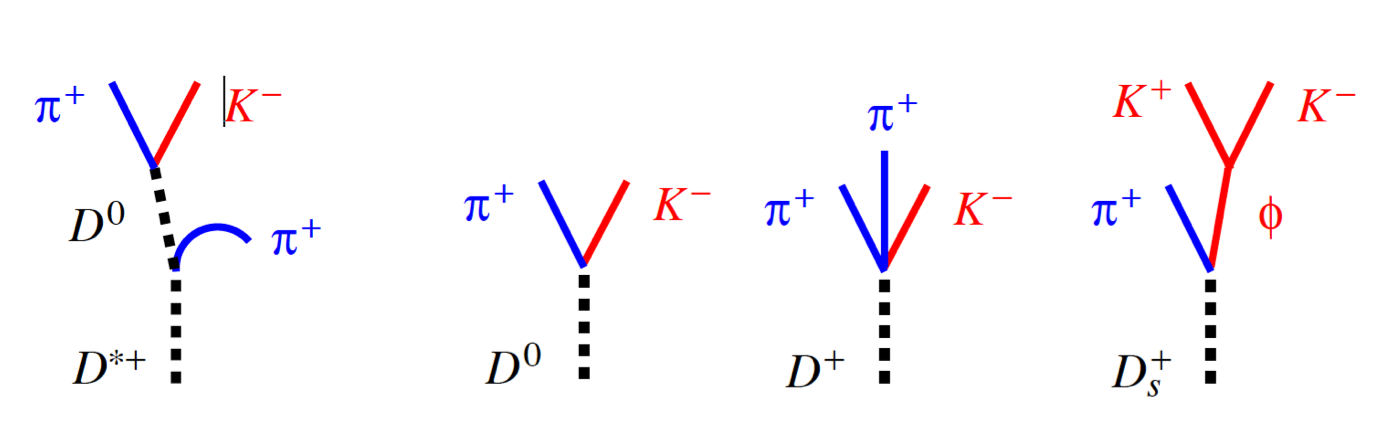 π⁺ |K⁻
D⁰
π⁺
D*⁺
π⁺ K⁻
D⁰
π⁺
π⁺ K⁻
D⁺
K⁺ K⁻
π⁺ ϕ
Dₛ⁺